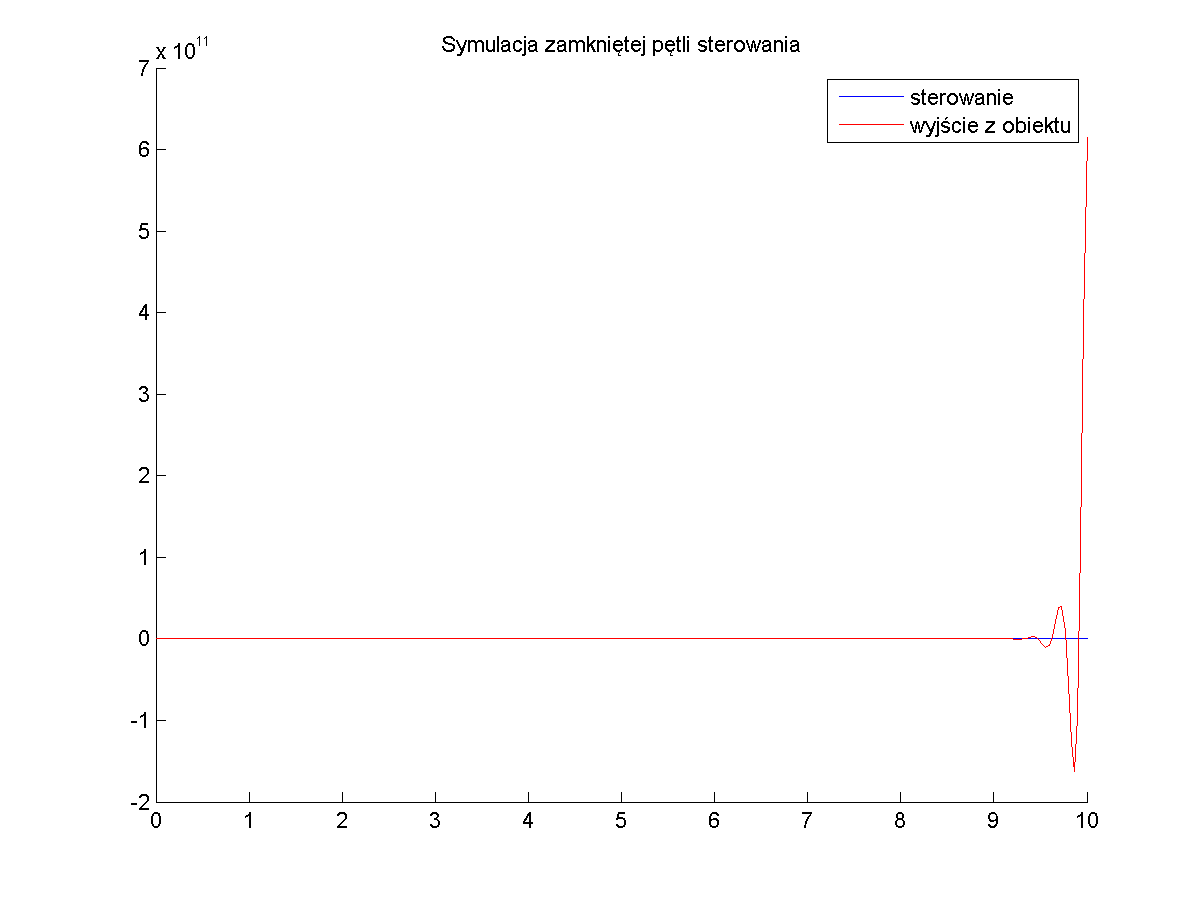 Symulacja zamkniętej pętli sterowania
x 10^11
sterowanie
wyjście z obiektu
7
6
5
4
3
2
1
0
-1
-2
0 1 2 3 4 5 6 7 8 9 10